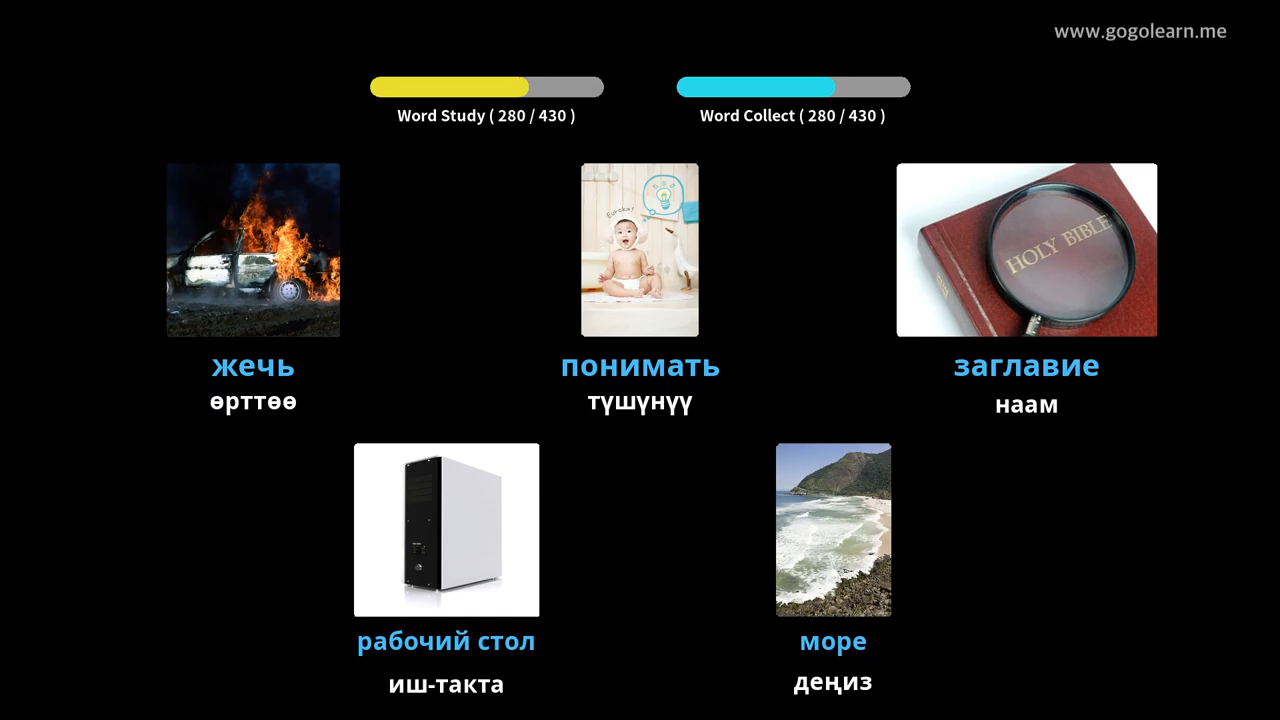 www.gogolearn.me
Word Study ( 280 / 430 )
Word Collect ( 280 / 430 )
Eureka!
HOLY BIBLE
жечь
өрттөө
понимать
түшүнүү
заглавие
наам
рабочий стол
иш-такта
море
деңиз